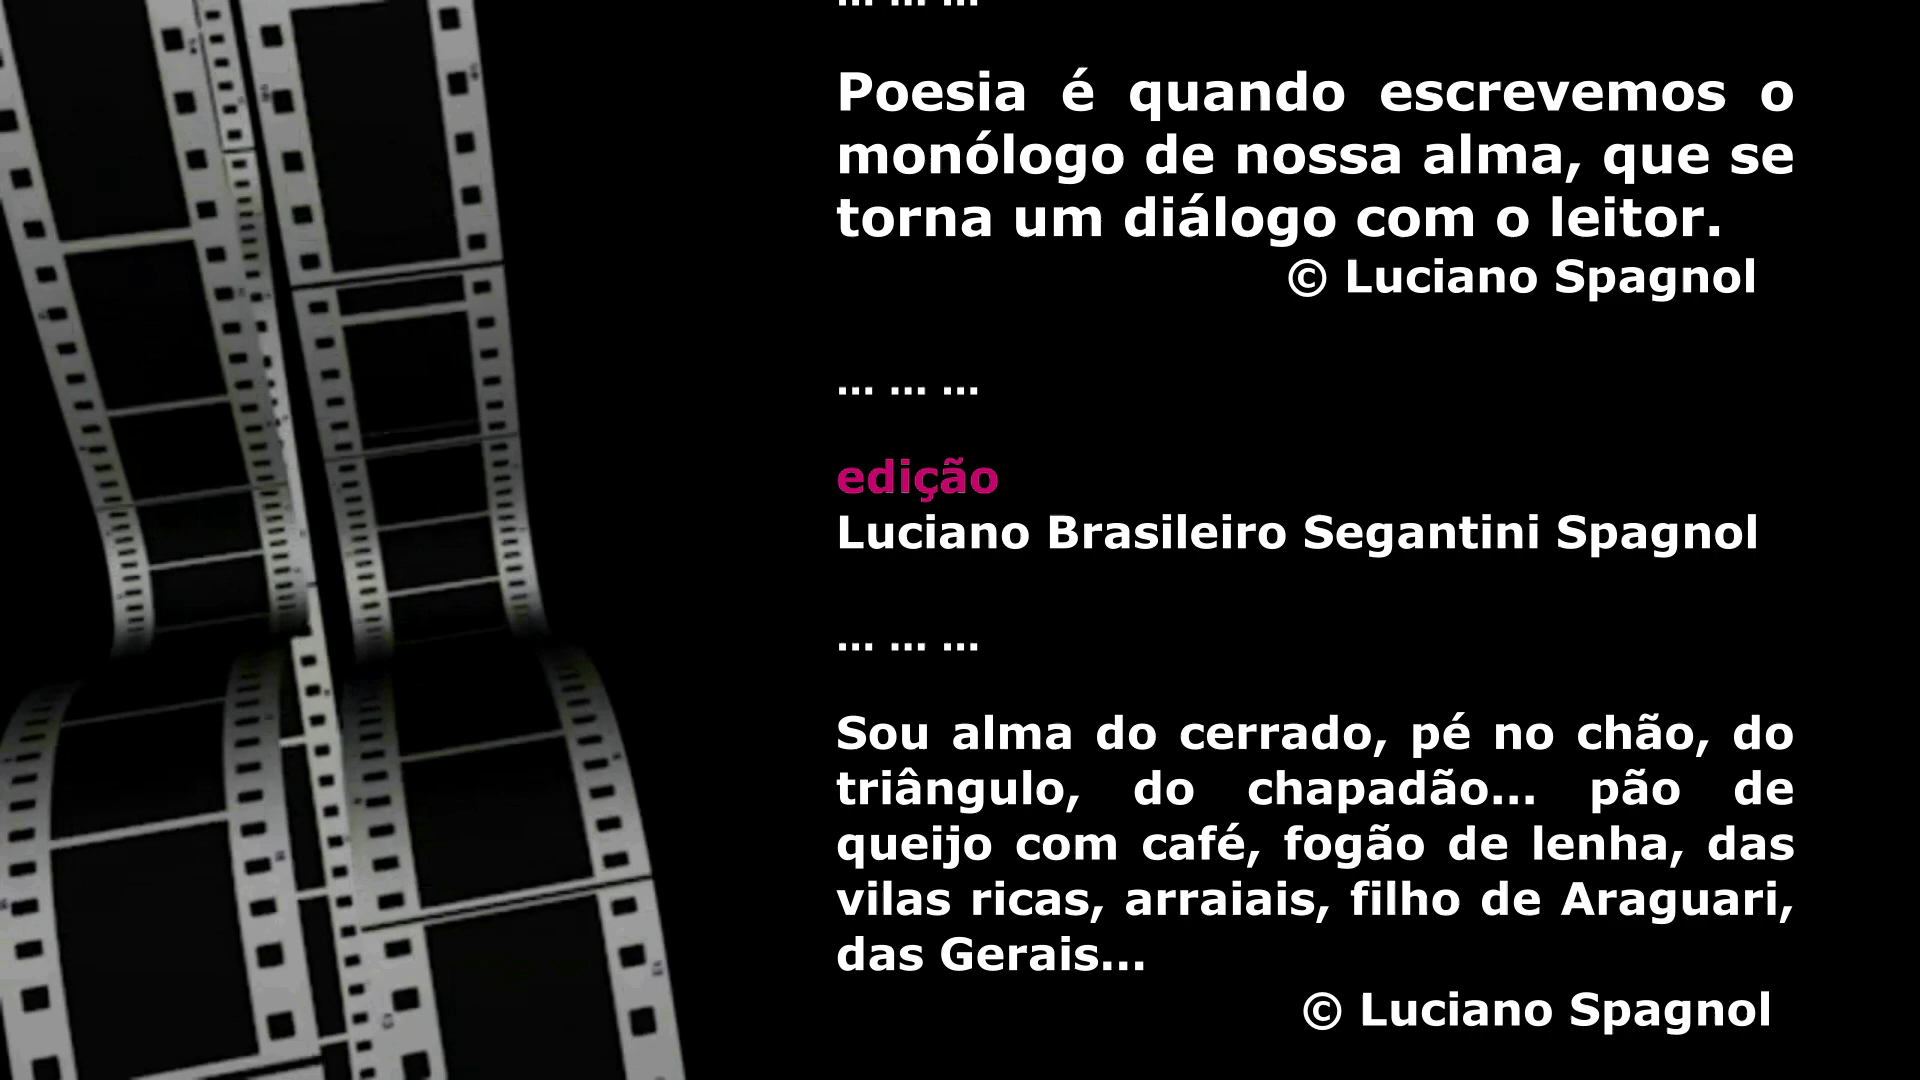 ... ... ...
Poesia é quando escrevemos o
monólogo de nossa alma, que se
torna um diálogo com o leitor.
© Luciano Spagnol
... ... ...
edição
Luciano Brasileiro Segantini Spagnol
... ... ...
Sou alma do cerrado, pé no chão, do
triângulo, do chapadão... pão de
queijo com café, fogão de lenha, das
vilas ricas, arraiais, filho de Araguari,
das Gerais...
© Luciano Spagnol